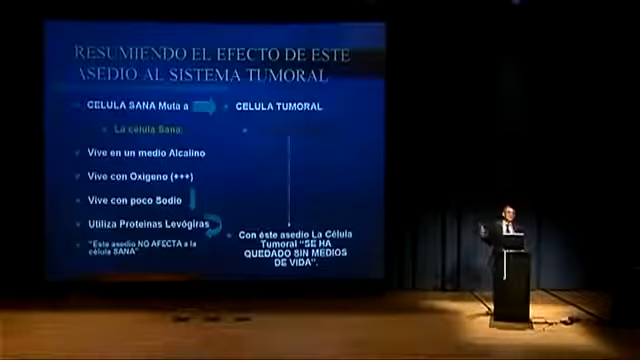 RESUMIENDO EL EFECTO DE ESTE
ASEDIO AL SISTEMA TUMORAL
CELULA SANA Muta a
CELULA TUMORAL
La célula Sana:
Vive en un medio Alcalino
Vive con Oxigeno (+++)
Vive con poco Sodio
Utiliza Proteinas Levógiras
"Este asedio NO AFECTA a la
célula SANA"
Con éste asedio La Célula
Tumoral "SE HA
QUEDADO SIN MEDIOS
DE VIDA".